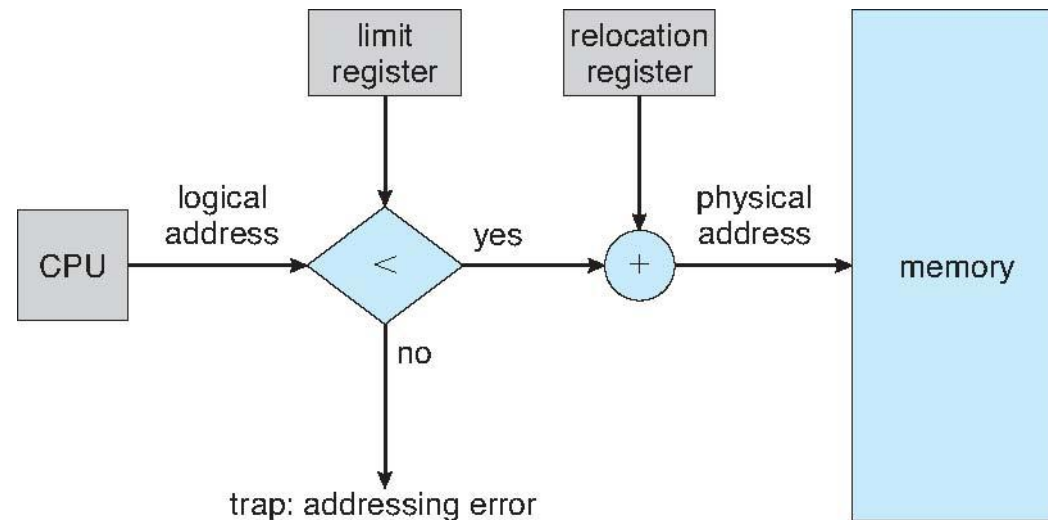 limit
register
relocation
register
logical
address
physical
address
CPU
<
yes
+
memory
no
trap: addressing error